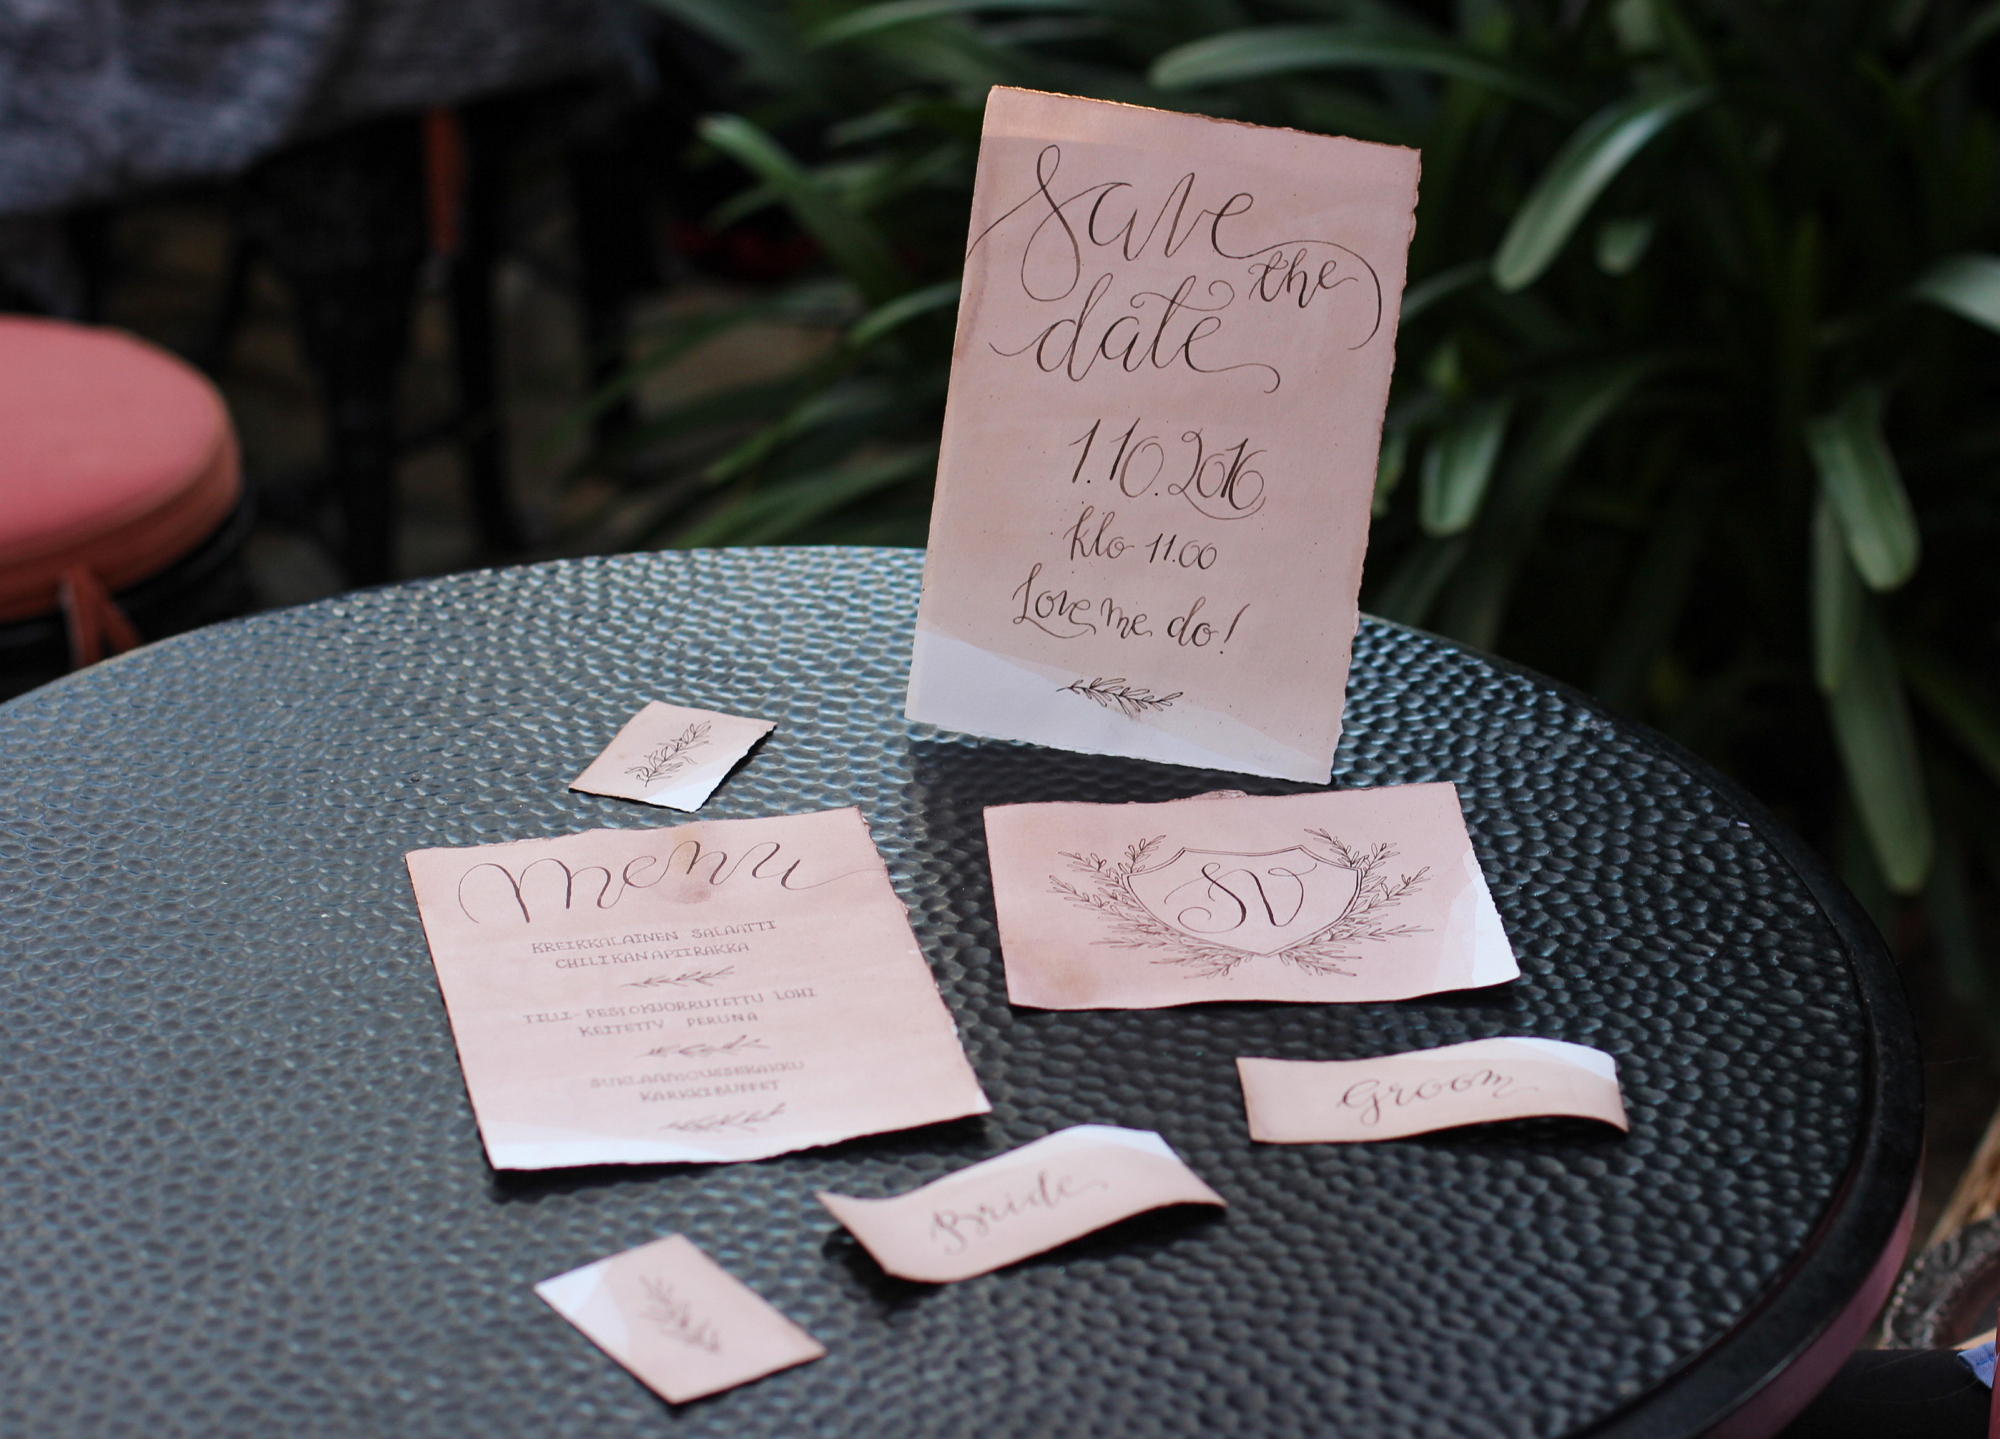 Save
the
date
1.10.2016
klo 11.00
Love me do!
Menu
KREIKKALAINEN SALAATTI
CHILIKANAPIIRAKKA
TILLI-PESTOKUORRUTETTU LOHI
KEITETTY PERUNA
SUKLAAMOUSSEKAKKU
KARKKIBUFFET
SV
Groom
Bride